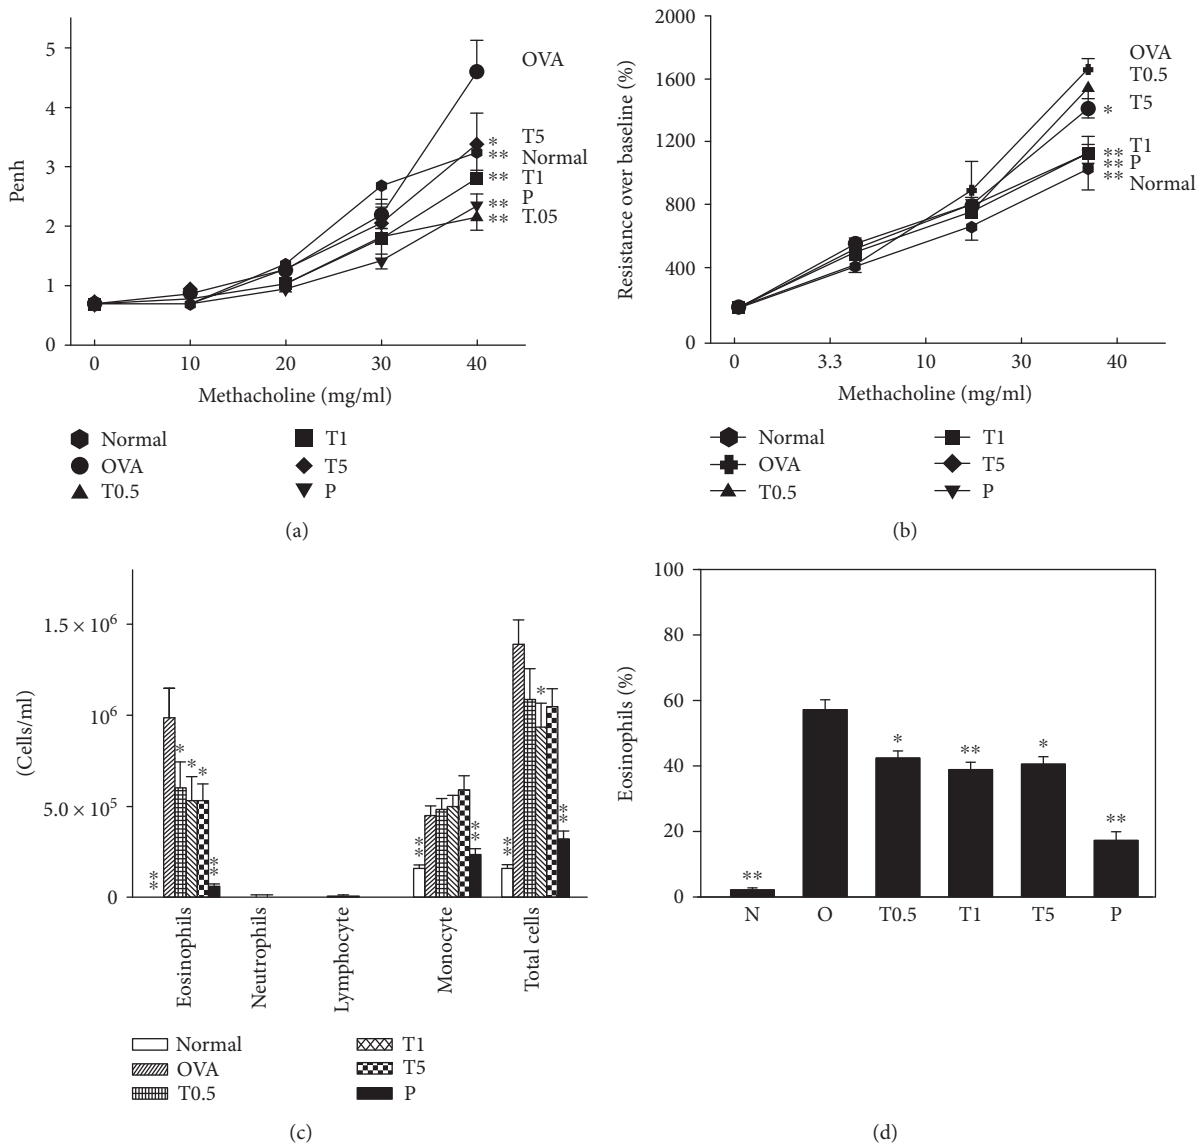 5
4
3
2
1
0
Penh
OVA
T5
*
**
Normal
** T1
P
**
** T.05
0 10 20 30 40
Methacholine (mg/ml)
Normal T1
OVA T5
T0.5 P
(a)
2000
1600
1200
800
400
0
Resistance over baseline (%)
OVA
T0.5
T5
*
** T1
** P
** Normal
0 3.3 10 30 40
Methacholine (mg/ml)
Normal T1
OVA T5
T0.5 P
(b)
1.5 × 10⁶
10⁶
5.0 × 10⁵
0
(Cells/ml)
** * * * **
** **
** * **
Eosinophils
Neutrophils
Lymphocyte
Monocyte
Total cells
Normal T1
OVA T5
T0.5 P
(c)
100
80
60
40
20
0
Eosinophils (%)
** * ** * **
N O T0.5 T1 T5 P
(d)